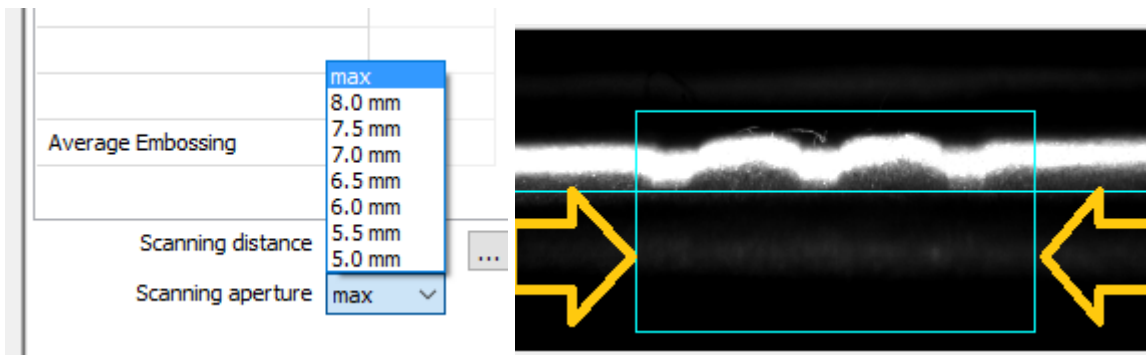 max
8.0 mm
7.5 mm
Average Embossing
7.0 mm
6.5 mm
6.0 mm
5.5 mm
Scanning distance
...
5.0 mm
Scanning aperture
max